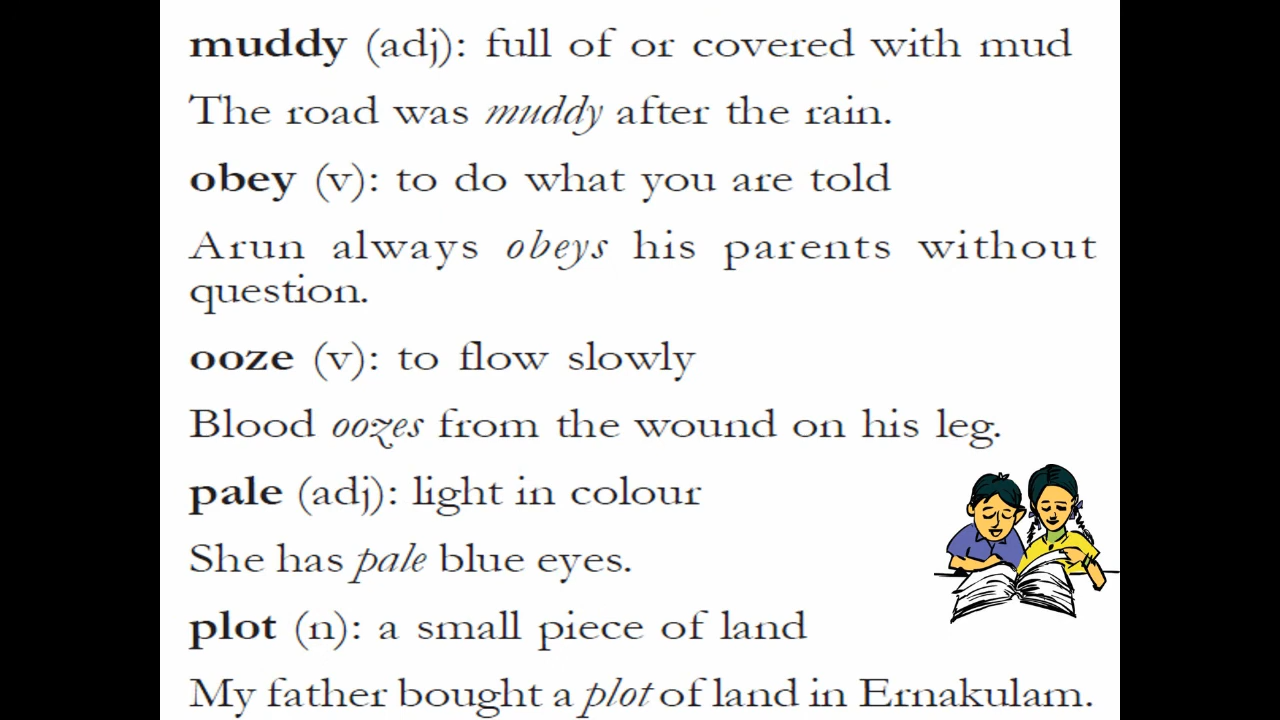 muddy (adj): full of or covered with mud
The road was muddy after the rain.
obey (v): to do what you are told
Arun always obeys his parents without
question.
ooze (v): to flow slowly
Blood oozes from the wound on his leg.
pale (adj): light in colour
She has pale blue eyes.
plot (n): a small piece of land
My father bought a plot of land in Ernakulam.